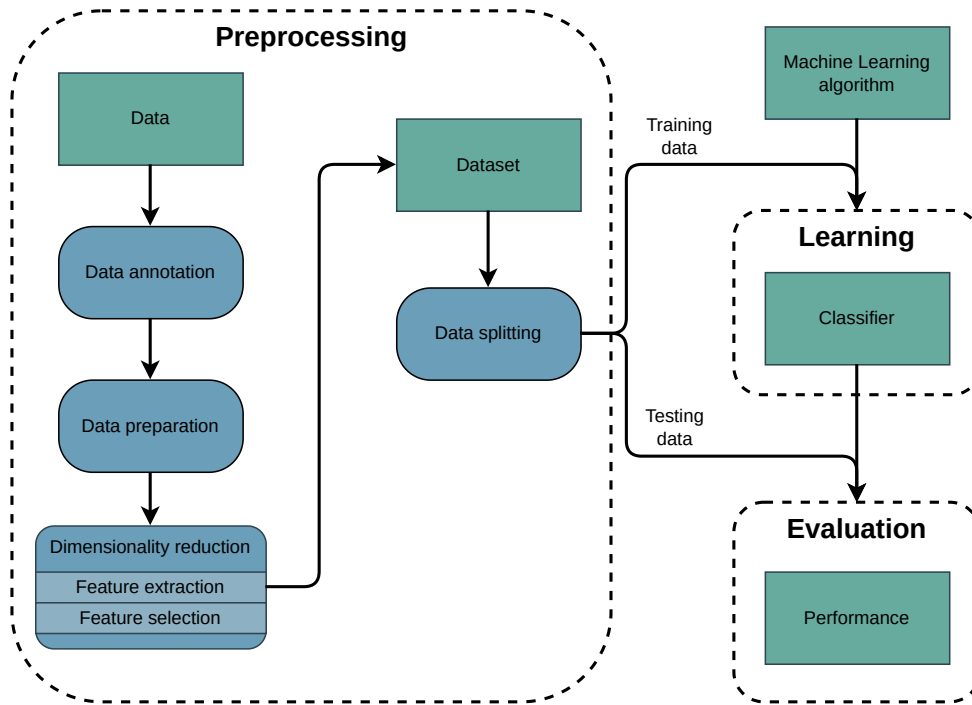 Preprocessing
Data
Data annotation
Data preparation
Dimensionality reduction
Feature extraction
Feature selection
Dataset
Data splitting
Training
data
Testing
data
Machine Learning
algorithm
Learning
Classifier
Evaluation
Performance